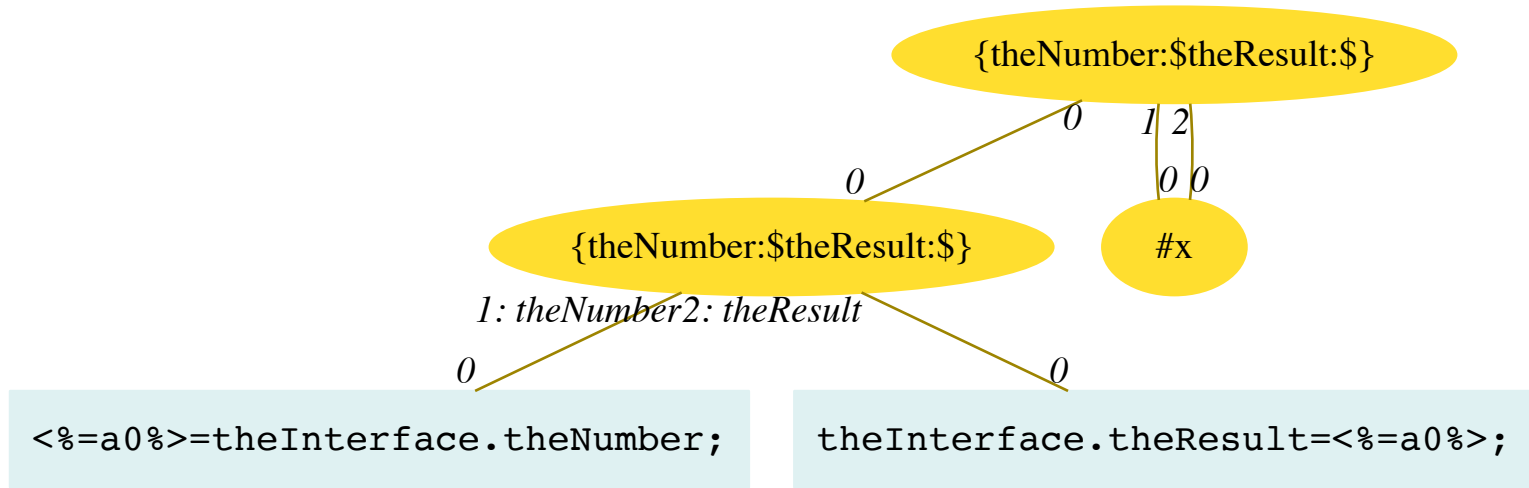 {theNumber:$theResult:$}
0 1 2
0 0 0
{theNumber:$theResult:$} #x
1: theNumber2: theResult
0 0
<%=a0%>=theInterface.theNumber; theInterface.theResult=<%=a0%>;